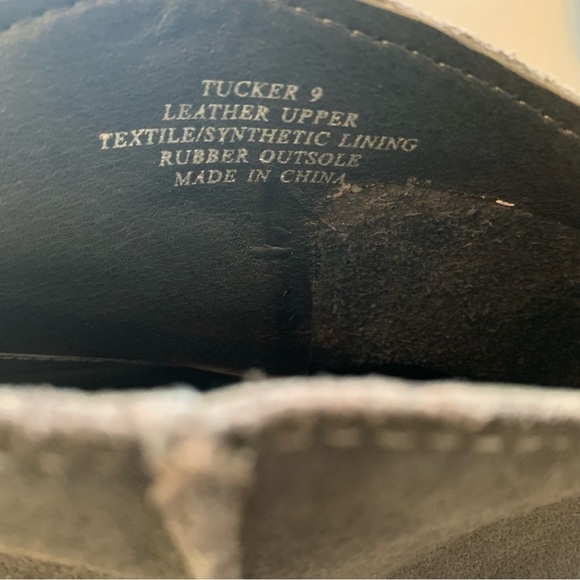 TUCKER 9
LEATHER UPPER
TEXTILE/SYNTHETIC LINING
RUBBER OUTSOLE
MADE IN CHINA